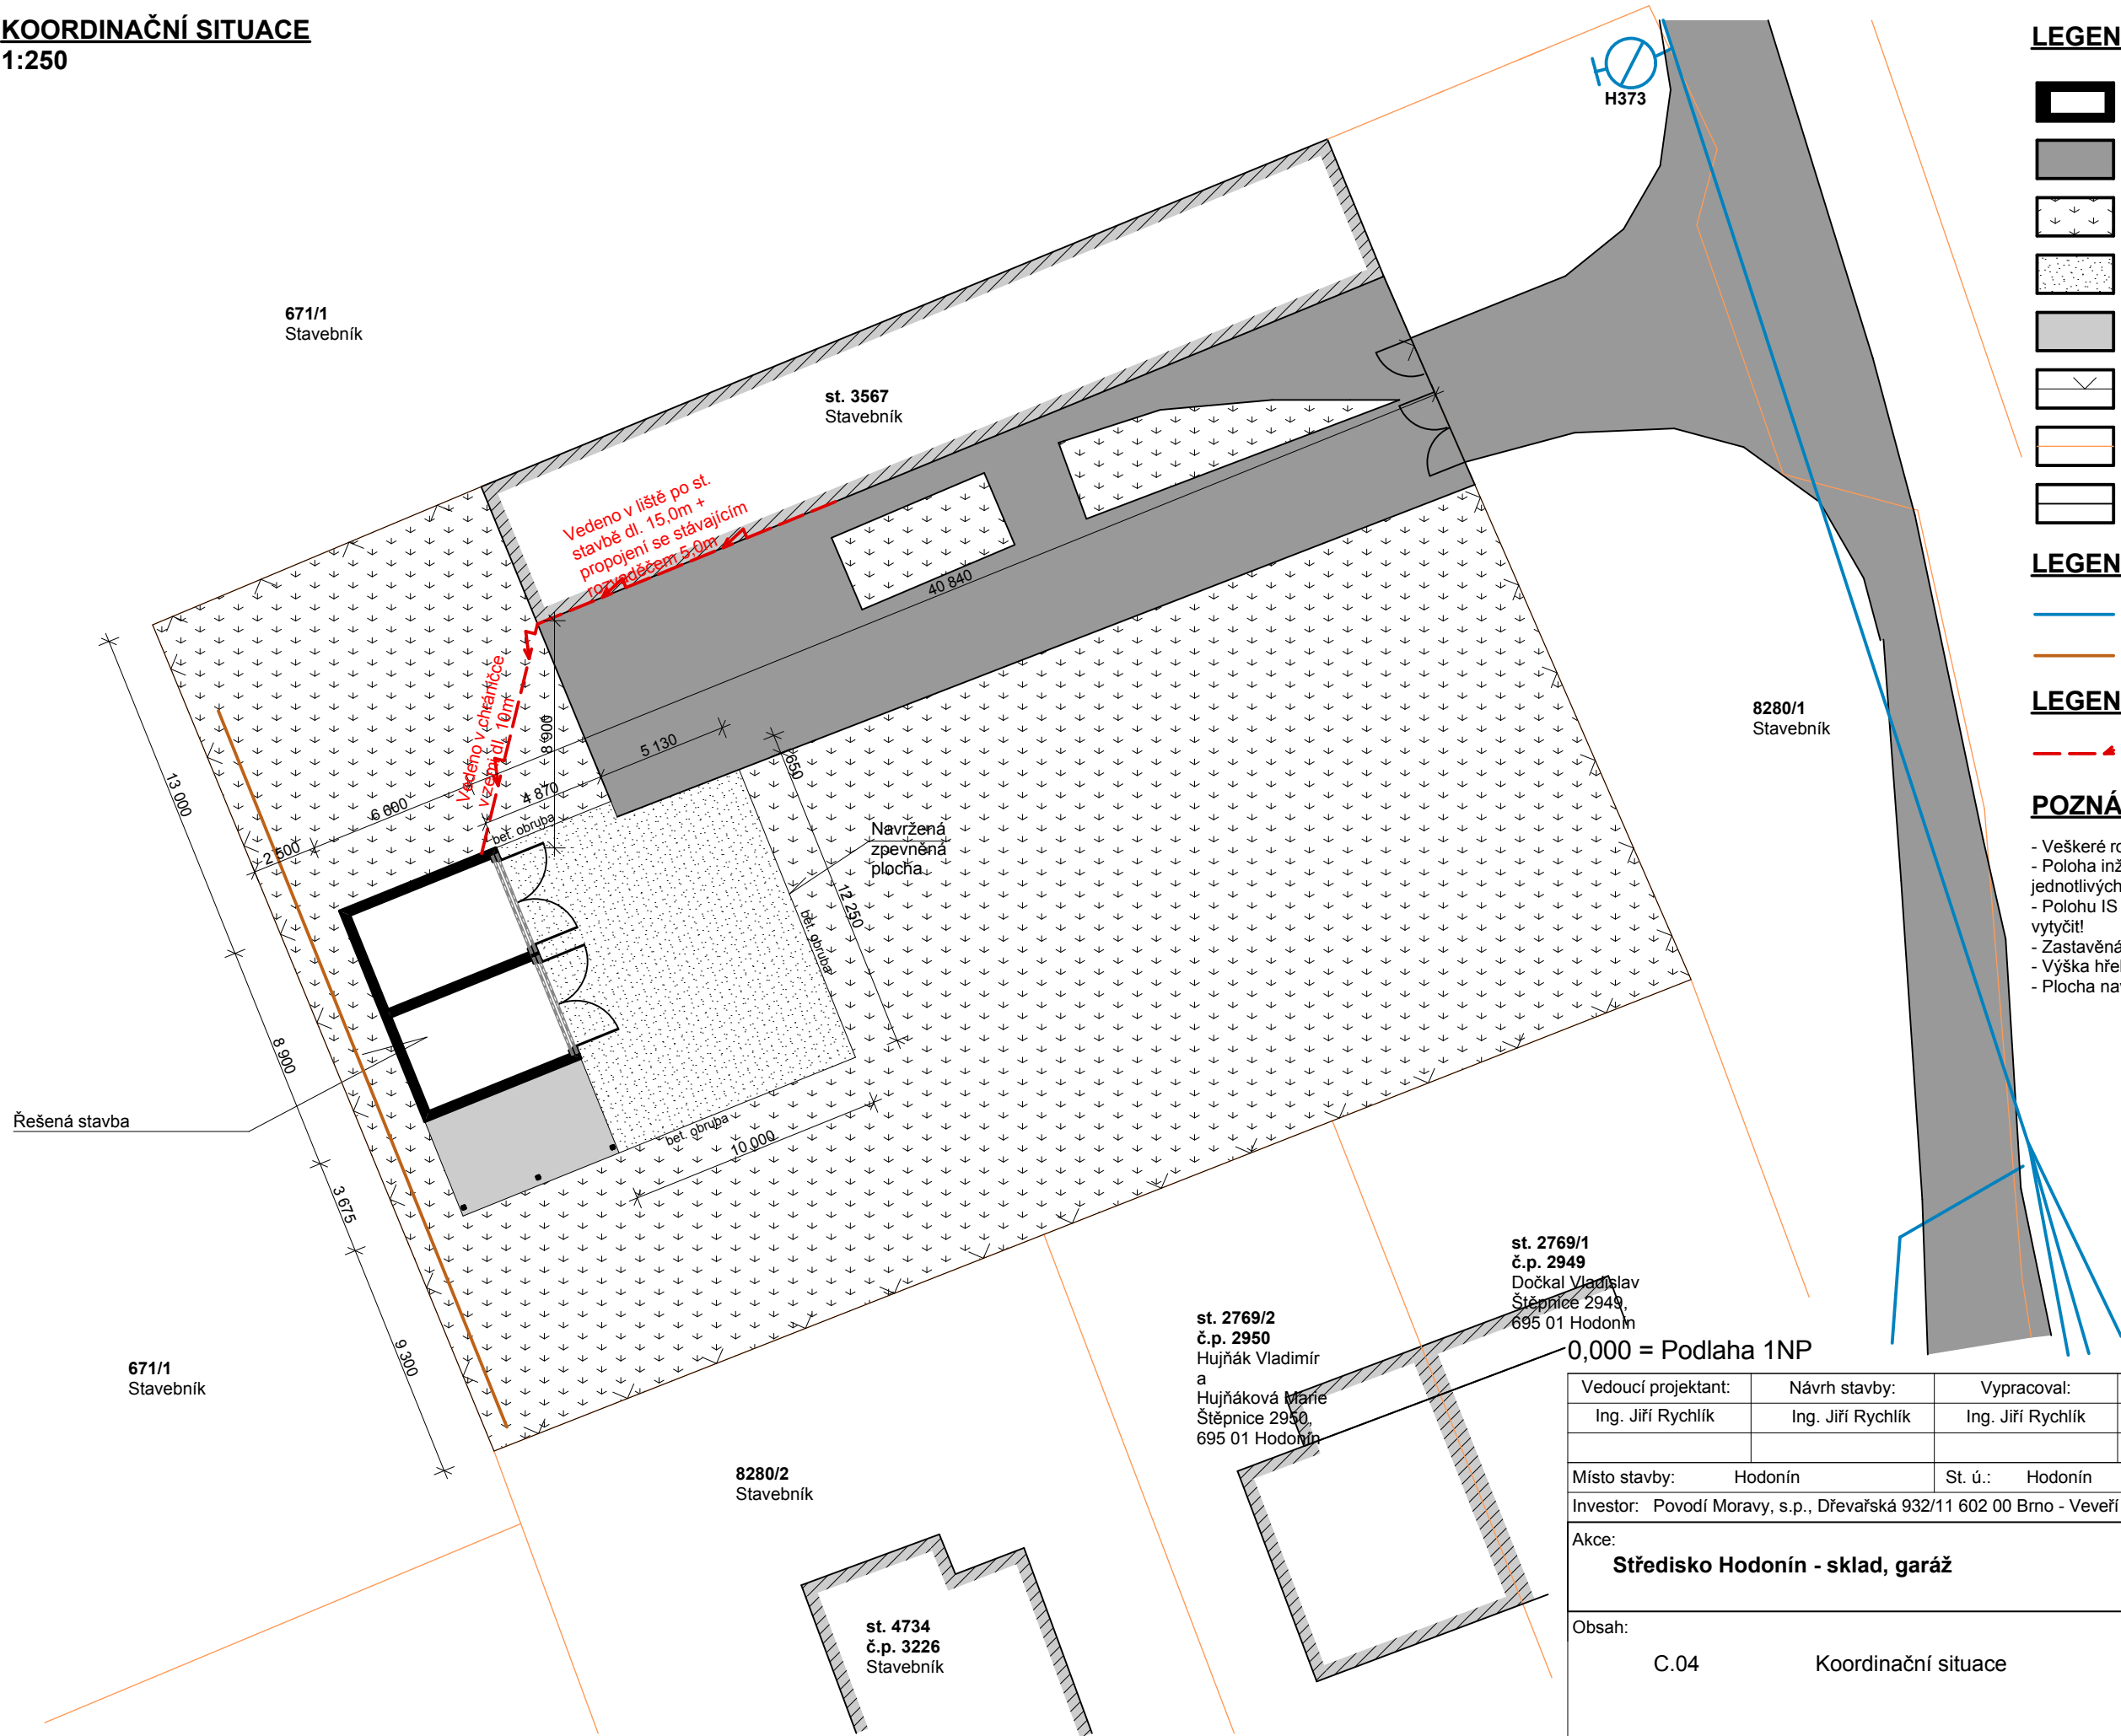 KOORDINAČNÍ SITUACE
1:250
H373
671/1
Stavebník
st. 3567
Stavebník
Vedeno v liště po st.
stavbě dl. 15,0m +
propojení se stávajícím
rozvaděčem 5,0m
40 840
Vedeno v chráničce
v zemi dl. 10m
8 900
5 130
650
4 870
6 600
2 500
13 000
bet. obruba
Navržená
zpevněná
plocha
12 250
bet. obruba
8 900
Řešená stavba
bet. obruba
10 000
3 675
9 300
671/1
Stavebník
8280/1
Stavebník
8280/2
Stavebník
st. 2769/1
č.p. 2949
Dočkal Vladislav
Štěpnice 2949,
695 01 Hodonín
st. 2769/2
č.p. 2950
Hujňák Vladimír
a
Hujňáková Marie
Štěpnice 2950,
695 01 Hodonín
st. 4734
č.p. 3226
Stavebník
LEGEN
LEGEN
LEGEN
POZNÁ
- Veškeré ro
- Poloha inž
jednotlivých
- Polohu IS
vytyčit!
- Zastavěná
- Výška hře
- Plocha nav
0,000 = Podlaha 1NP
Vedoucí projektant: Návrh stavby: Vypracoval:
Ing. Jiří Rychlík Ing. Jiří Rychlík Ing. Jiří Rychlík
Místo stavby: Hodonín St. ú.: Hodonín
Investor: Povodí Moravy, s.p., Dřevařská 932/11 602 00 Brno - Veveří
Akce:
Středisko Hodonín - sklad, garáž
Obsah:
C.04 Koordinační situace